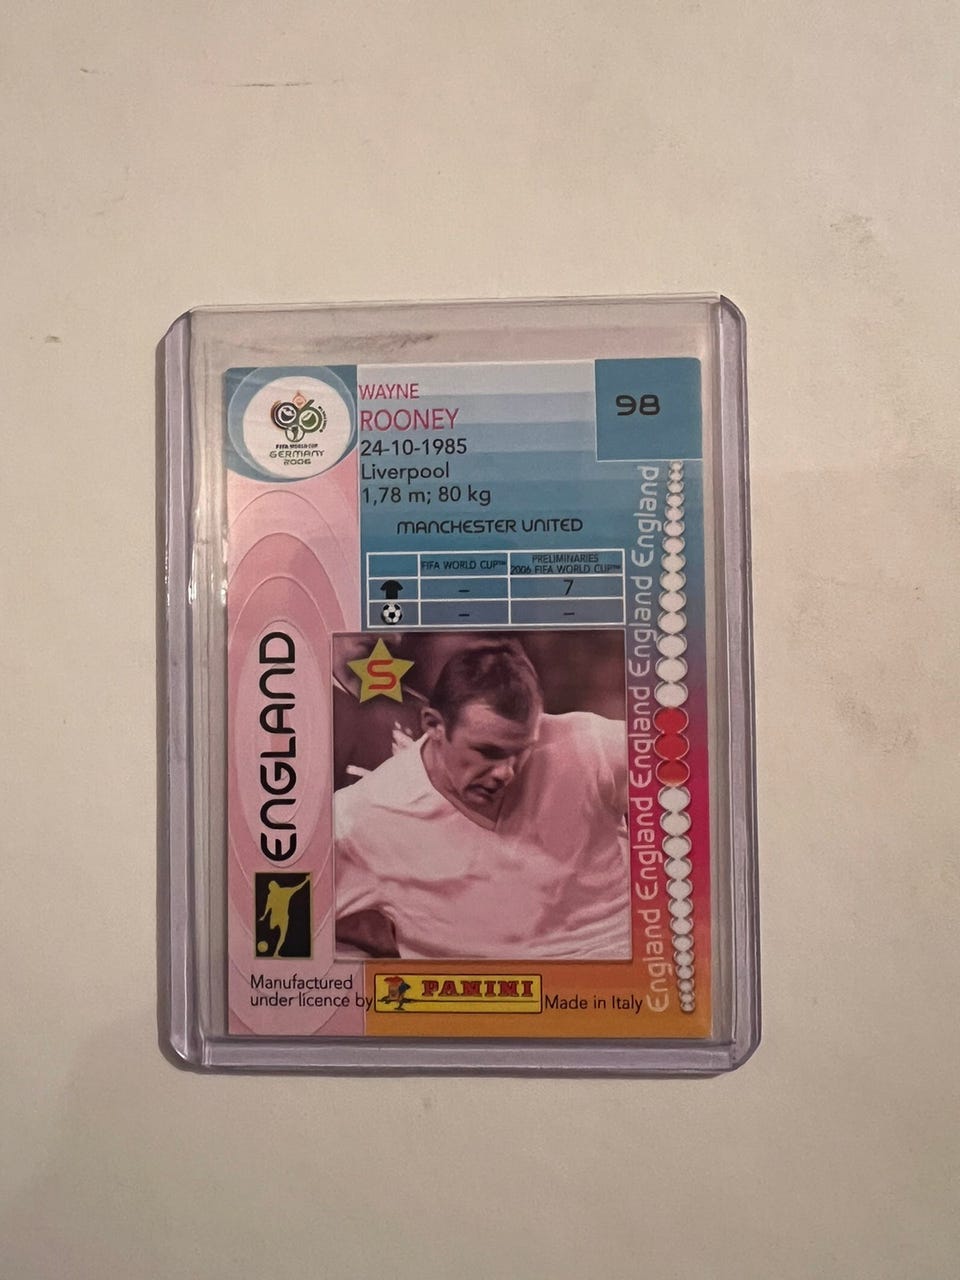 WAYNE
ROONEY
24-10-1985
Liverpool
1,78 m; 80 kg
MANCHESTER UNITED
98
FIFA WORLD CUP
GERMANY
2006
FIFA WORLD CUP™
PRELIMINARIES
2006 FIFA WORLD CUP™
– 7
– –
S
ENGLAND
England England England England England England
Manufactured
under licence by
PANINI
Made in Italy